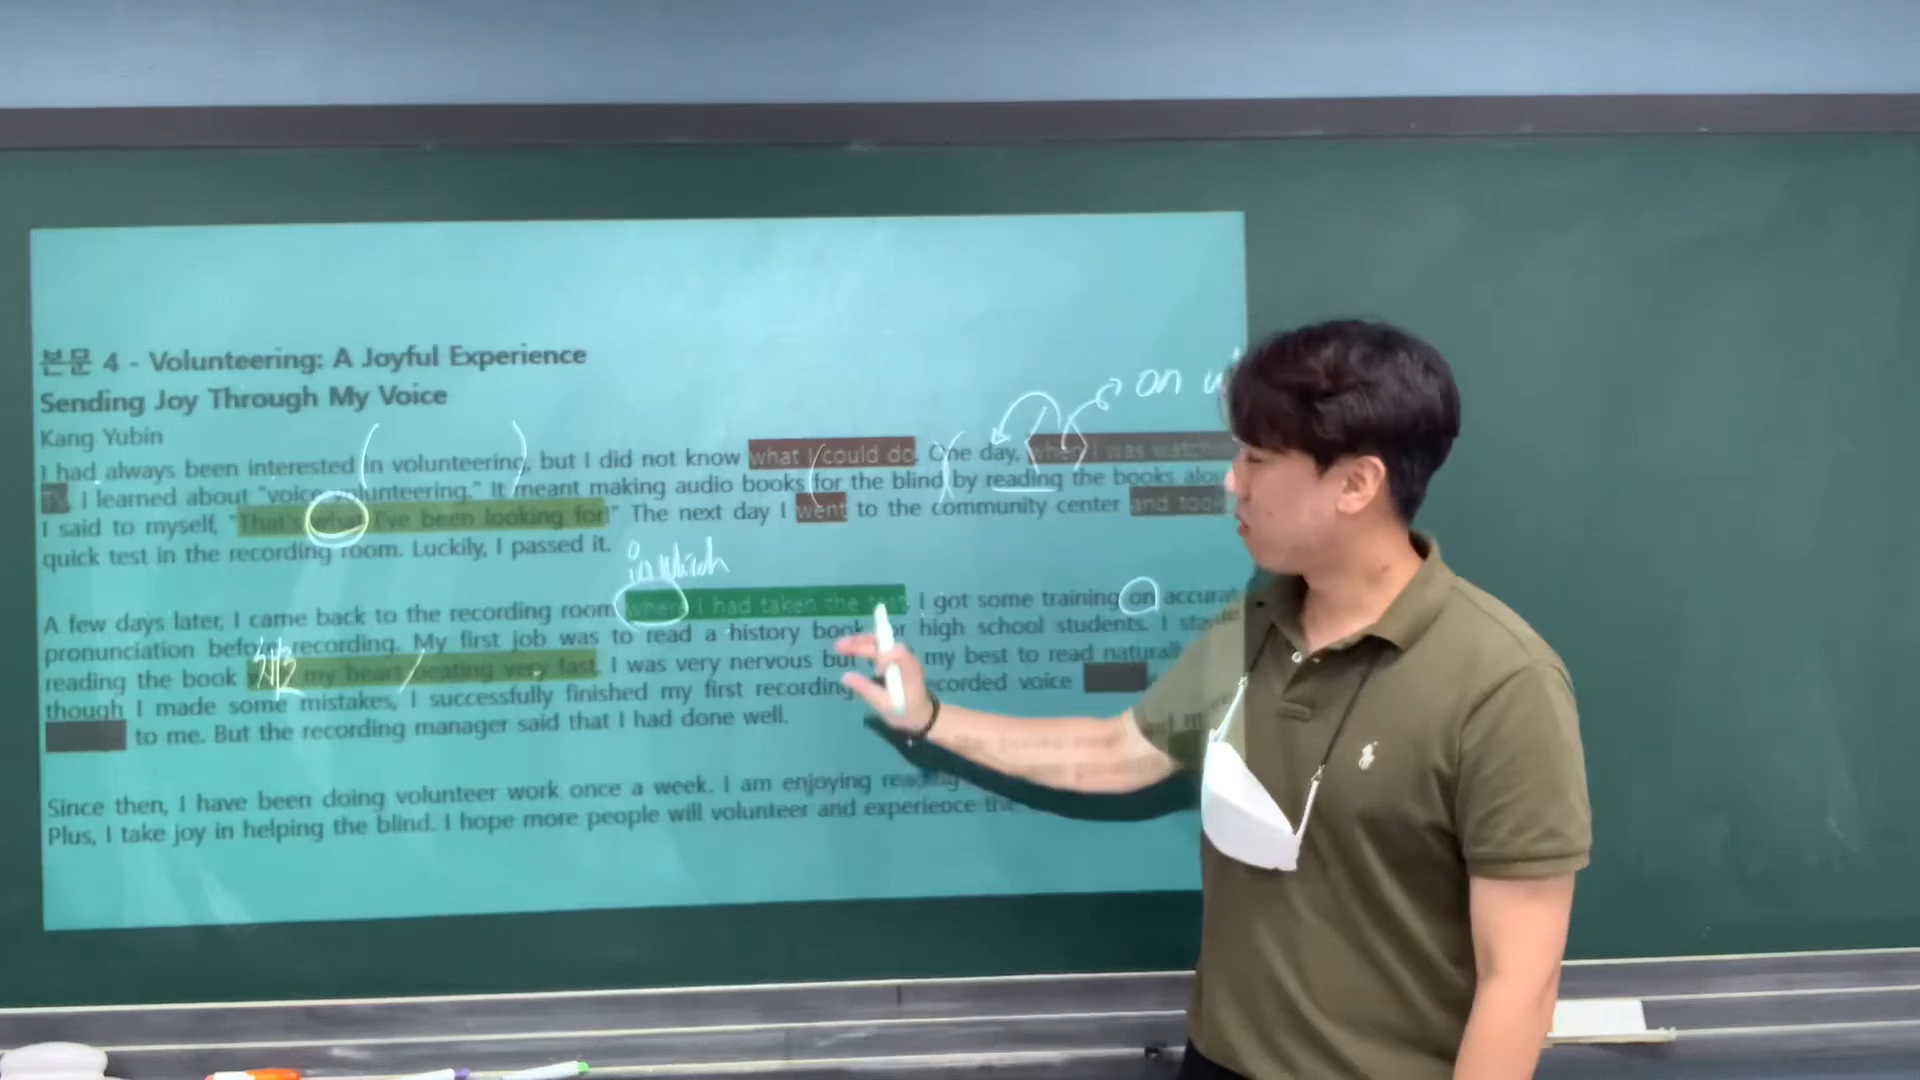 본문 4 - Volunteering: A Joyful Experience
Sending Joy Through My Voice
Kang Yubin
on
I had always been interested in volunteering, but I did not know what I could do. One day, when I was watching
TV, I learned about "voice volunteering." It meant making audio books for the blind by reading the books
I said to myself, "That's what I've been looking for!" The next day I went to the community center and took
quick test in the recording room. Luckily, I passed it.
in which
A few days later, I came back to the recording room where I had taken the test. I got some training on
pronunciation before recording. My first job was to read a history book for high school students. I
reading the book my heart beating very fast. I was very nervous but my best to read
though I made some mistakes, I successfully finished my first recording voice
to me. But the recording manager said that I had done well.
Since then, I have been doing volunteer work once a week. I am enjoying reading
Plus, I take joy in helping the blind. I hope more people will volunteer and experience the